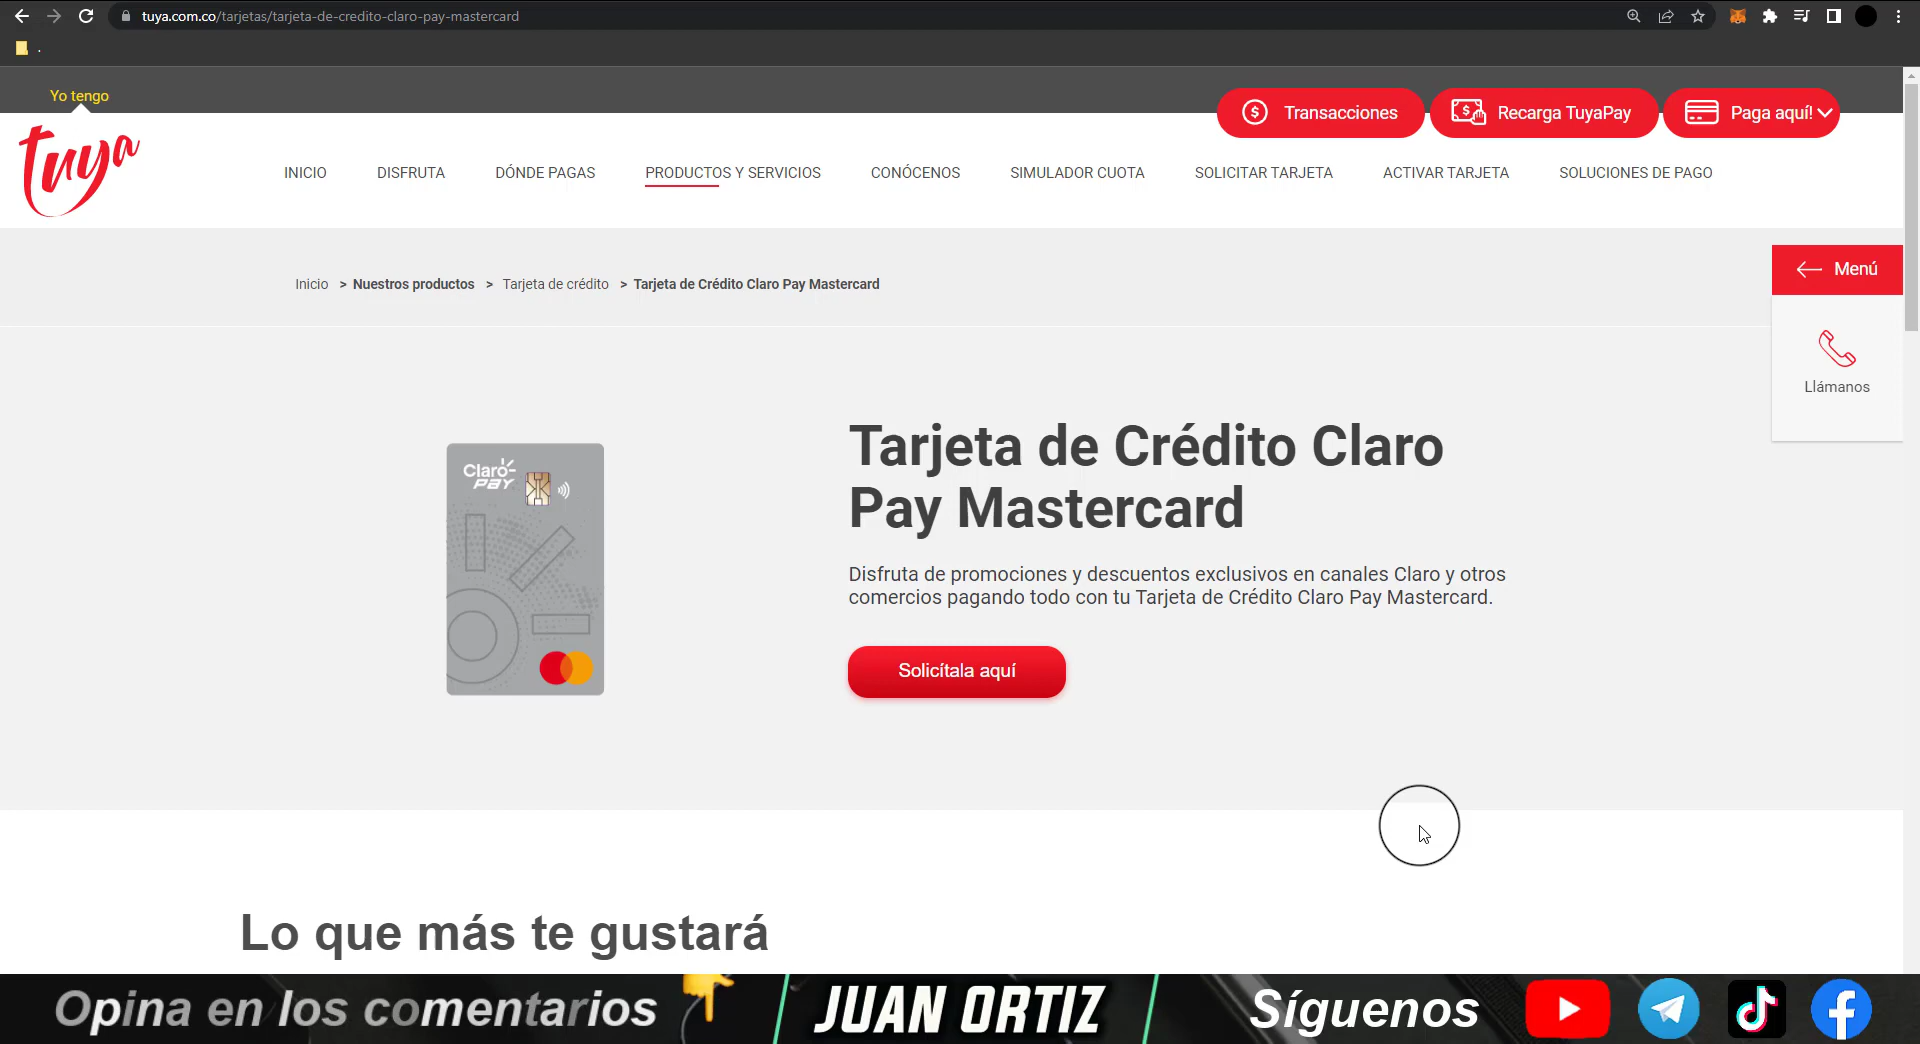 tuya.com.co/tarjetas/tarjeta-de-credito-claro-pay-mastercard
.
Yo tengo
Transacciones
Recarga TuyaPay
Paga aquí!
tuya
INICIO
DISFRUTA
DÓNDE PAGAS
PRODUCTOS Y SERVICIOS
CONÓCENOS
SIMULADOR CUOTA
SOLICITAR TARJETA
ACTIVAR TARJETA
SOLUCIONES DE PAGO
Menú
Inicio > Nuestros productos > Tarjeta de crédito > Tarjeta de Crédito Claro Pay Mastercard
Llámanos
Claro
pay
Tarjeta de Crédito Claro
Pay Mastercard
Disfruta de promociones y descuentos exclusivos en canales Claro y otros
comercios pagando todo con tu Tarjeta de Crédito Claro Pay Mastercard.
Solicítala aquí
Lo que más te gustará
Opina en los comentarios
JUAN ORTIZ
Síguenos